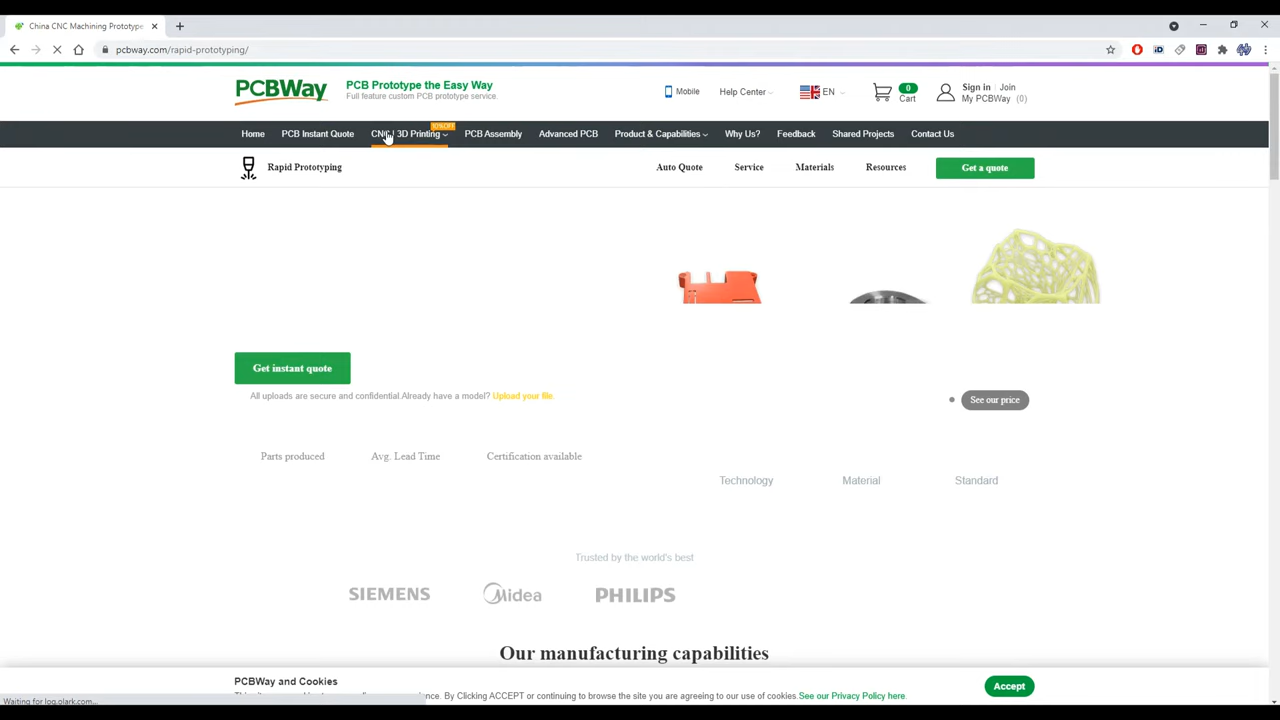 China CNC Machining Prototype
pcbway.com/rapid-prototyping/
PCBWay
PCB Prototype the Easy Way
Full feature custom PCB prototype service.
Mobile
Help Center
EN
0
Cart
Sign in | Join
My PCBWay (0)
Home
PCB Instant Quote
CNC | 3D Printing
10%OFF
PCB Assembly
Advanced PCB
Product & Capabilities
Why Us?
Feedback
Shared Projects
Contact Us
Rapid Prototyping
Auto Quote
Service
Materials
Resources
Get a quote
Get instant quote
All uploads are secure and confidential.Already have a model? Upload your file.
See our price
Parts produced
Avg. Lead Time
Certification available
Technology
Material
Standard
Trusted by the world's best
SIEMENS
Midea
PHILIPS
Our manufacturing capabilities
PCBWay and Cookies
By Clicking ACCEPT or continuing to browse the site you are agreeing to our use of cookies.See our Privacy Policy here.
Accept
Waiting for log.olark.com...